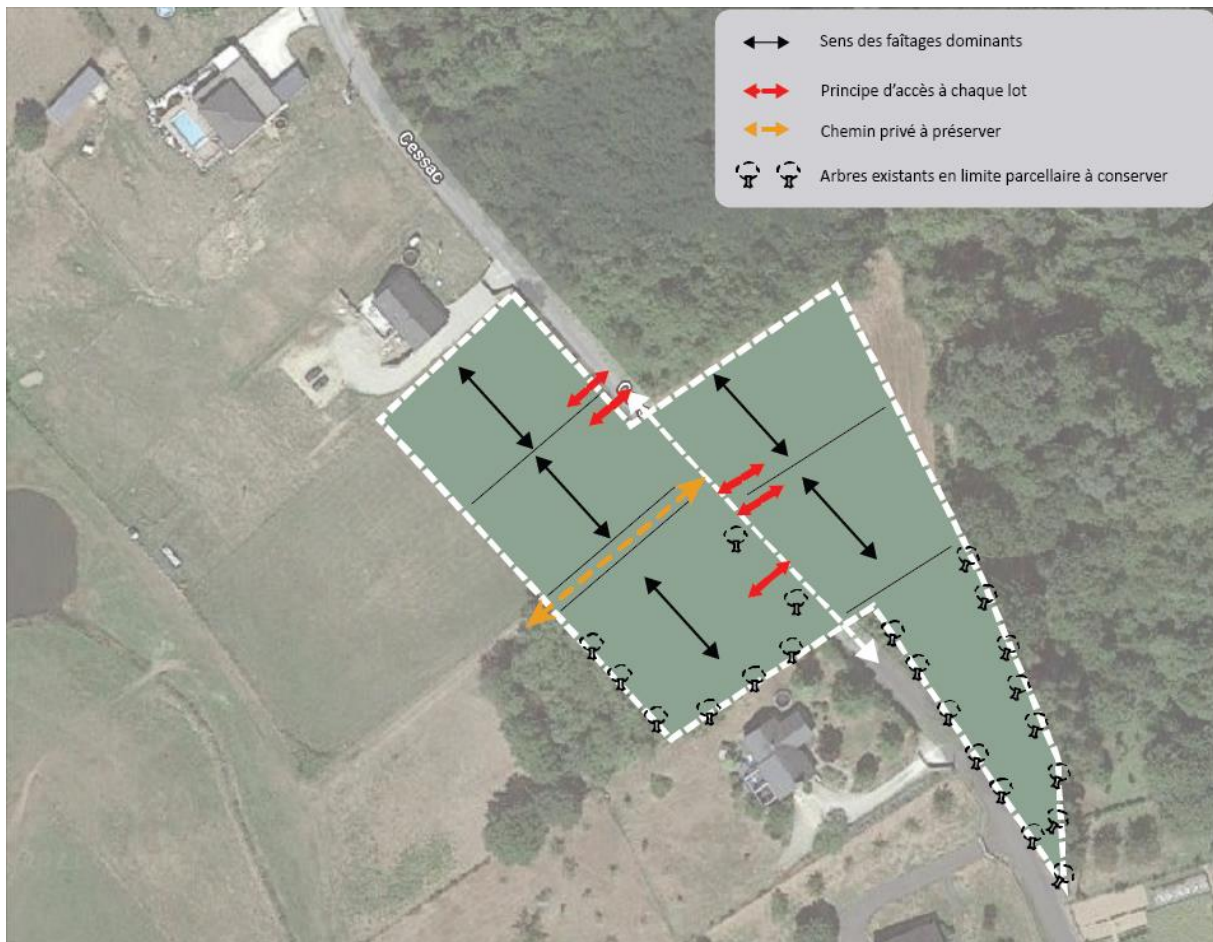 Sens des faîtages dominants
Principe d'accès à chaque lot
Chemin privé à préserver
Arbres existants en limite parcellaire à conserver
Cessac